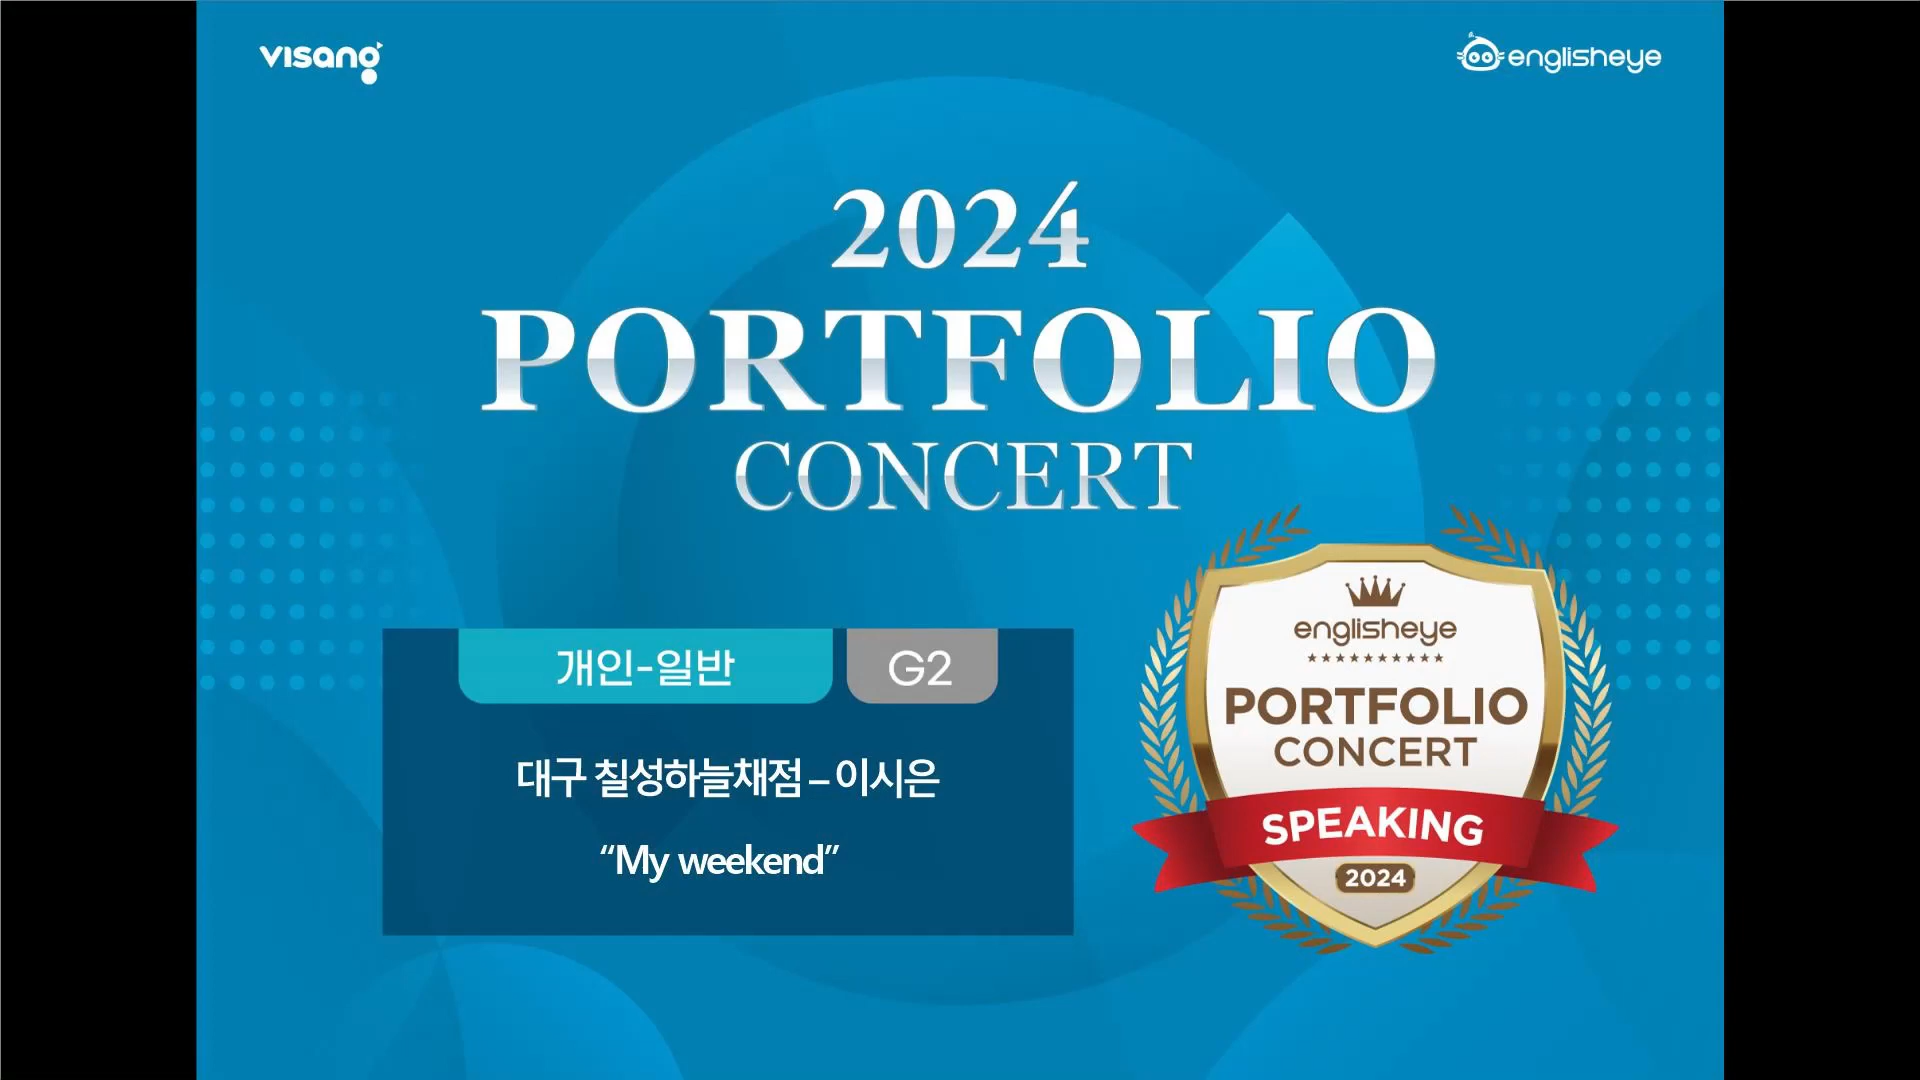 visang
englisheye
2024
PORTFOLIO
CONCERT
개인-일반
G2
대구 칠성하늘채점 – 이시은
“My weekend”
englisheye
PORTFOLIO
CONCERT
SPEAKING
2024